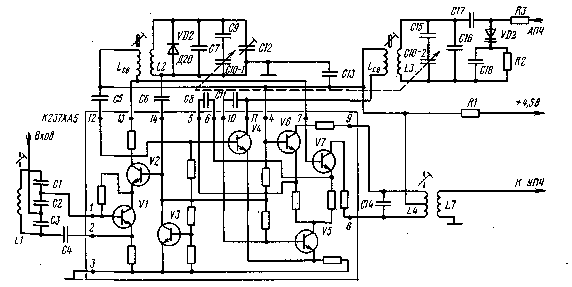 C17 R3
C9 C15 АПЧ
VD2 C7 C12 C16 VD3
Д20
Lсв L2 C10-1 Lсв C10-2 L3 C18 R2
C13
C5 C6 C8 C11 R1 +4,5В
К237ХА5 12 13 14 5 6 10 11 4 7
V4 V6 9
Вход V2 V7
К УПЧ
C1
C2 1 V1 V3 C14 L4 L7
C3 2 V5 8
L1 C4 3